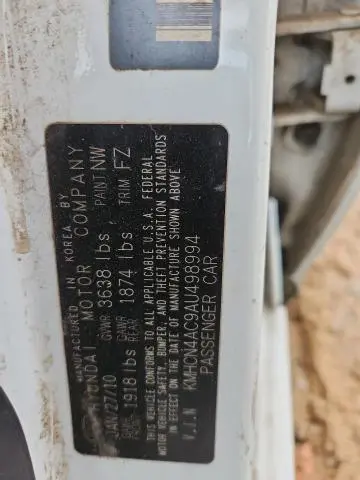 MANUFACTURED IN KOREA BY
HYUNDAI MOTOR COMPANY
JAN/27/10 GVWR 3638 lbs PAINT NW
GAWR FRONT 1918 lbs GAWR REAR 1874 lbs TRIM FZ
THIS VEHICLE CONFORMS TO ALL APPLICABLE U.S.A. FEDERAL
MOTOR VEHICLE SAFETY, BUMPER, AND THEFT PREVENTION STANDARDS
IN EFFECT ON THE DATE OF MANUFACTURE SHOWN ABOVE
V.I.N KMHCN4AC9AU498994
PASSENGER CAR